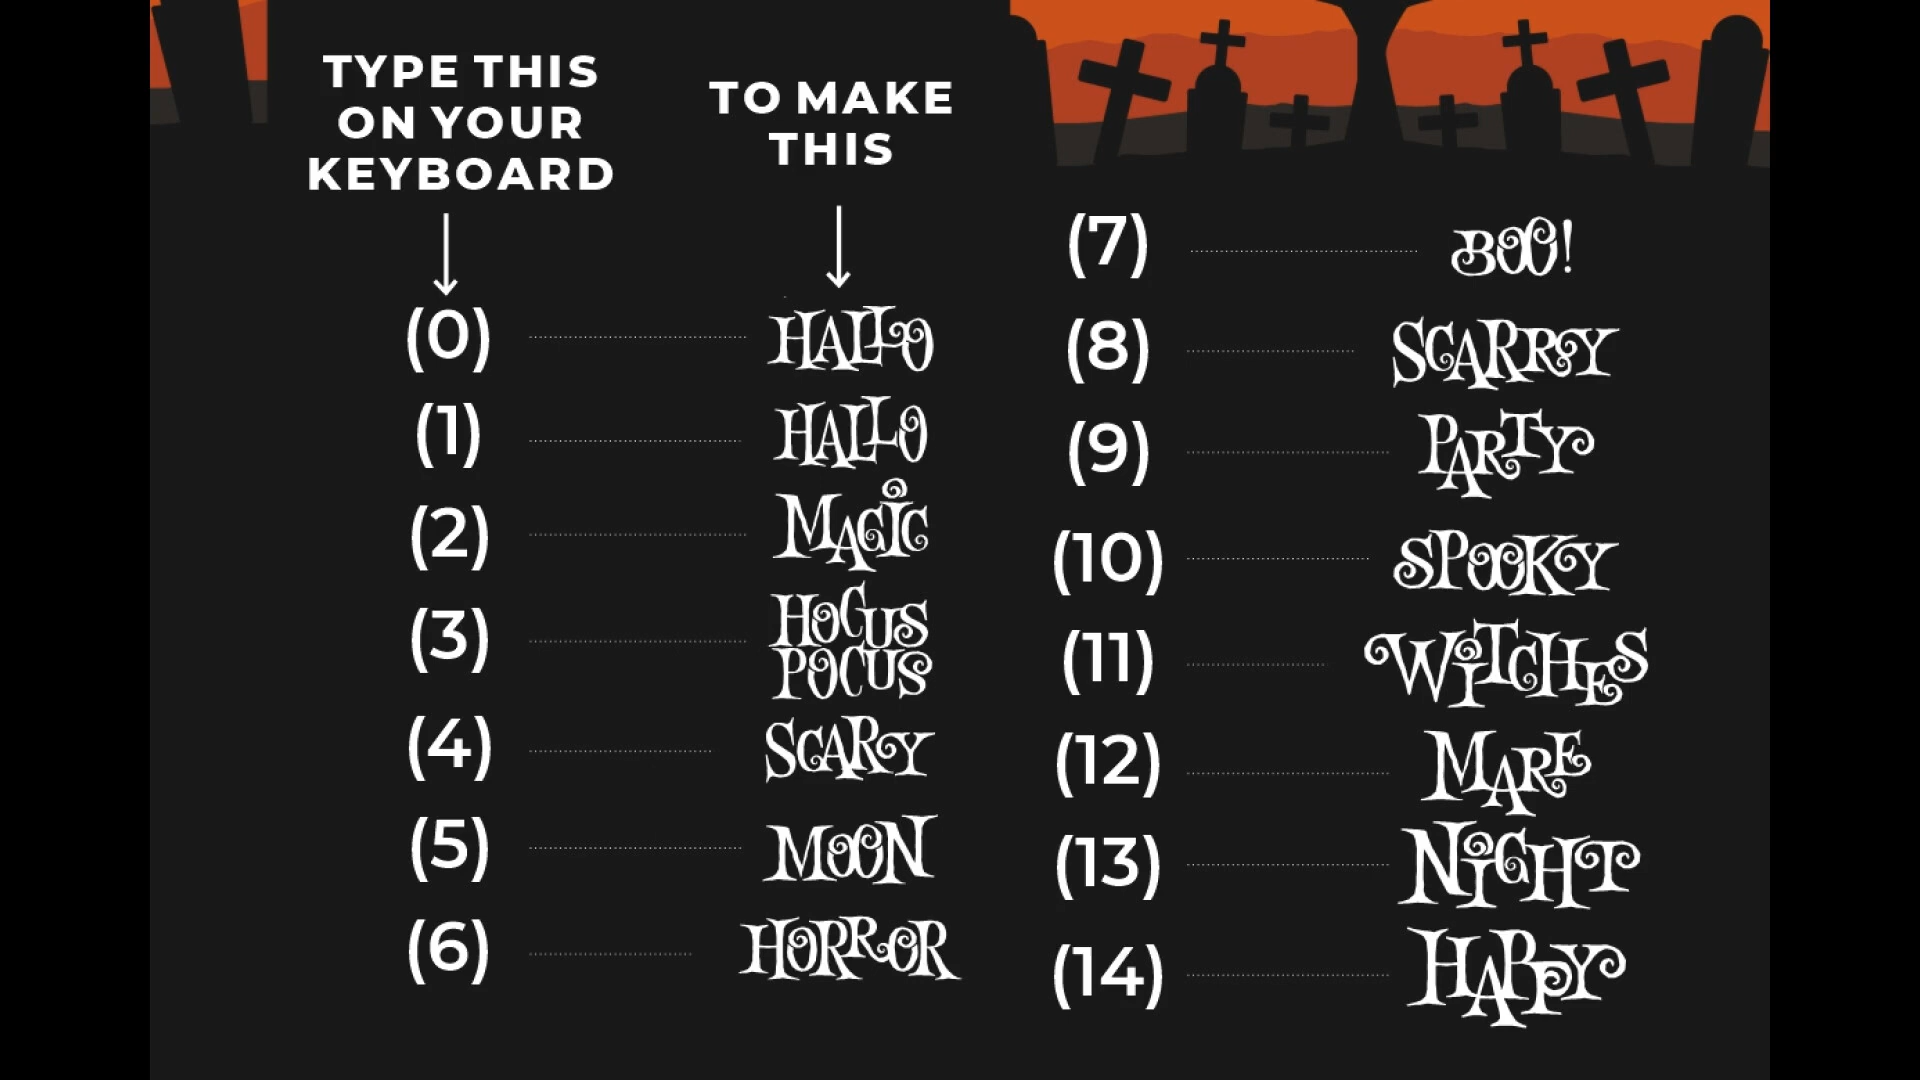 TYPE THIS
ON YOUR
KEYBOARD
TO MAKE
THIS
(0) HALLO
(1) HALLO
(2) MAGIC
(3) HOCUS
POCUS
(4) SCARY
(5) MOON
(6) HORROR
(7) BOO!
(8) SCARRY
(9) PARTY
(10) SPOOKY
(11) WITCHES
(12) MARE
(13) NIGHT
(14) HAPPY